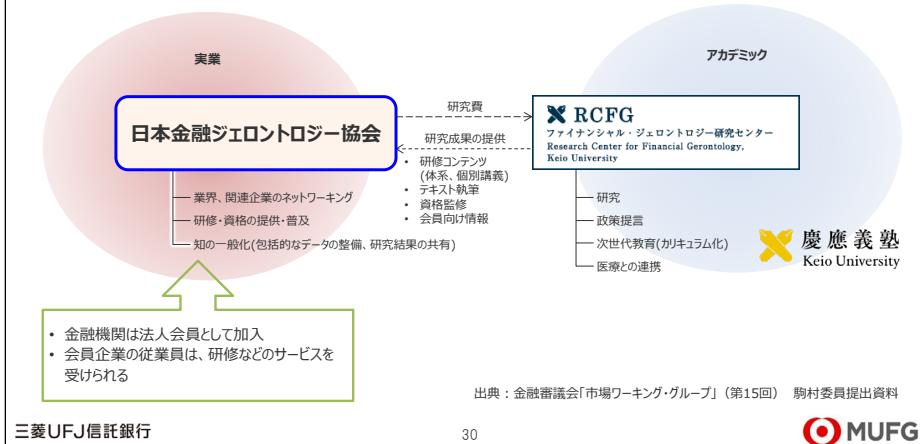 実業
アカデミック
日本金融ジェロントロジー協会
研究費
研究成果の提供
• 研修コンテンツ
(体系、個別講義)
• テキスト執筆
• 資格監修
• 会員向け情報
RCFG
ファイナンシャル・ジェロントロジー研究センター
Research Center for Financial Gerontology,
Keio University
業界、関連企業のネットワーキング
研修・資格の提供・普及
知の一般化(包括的なデータの整備、研究結果の共有)
研究
政策提言
次世代教育(カリキュラム化)
医療との連携
慶應義塾
Keio University
• 金融機関は法人会員として加入
• 会員企業の従業員は、研修などのサービスを
受けられる
出典：金融審議会「市場ワーキング・グループ」（第15回） 駒村委員提出資料
三菱UFJ信託銀行
30
MUFG